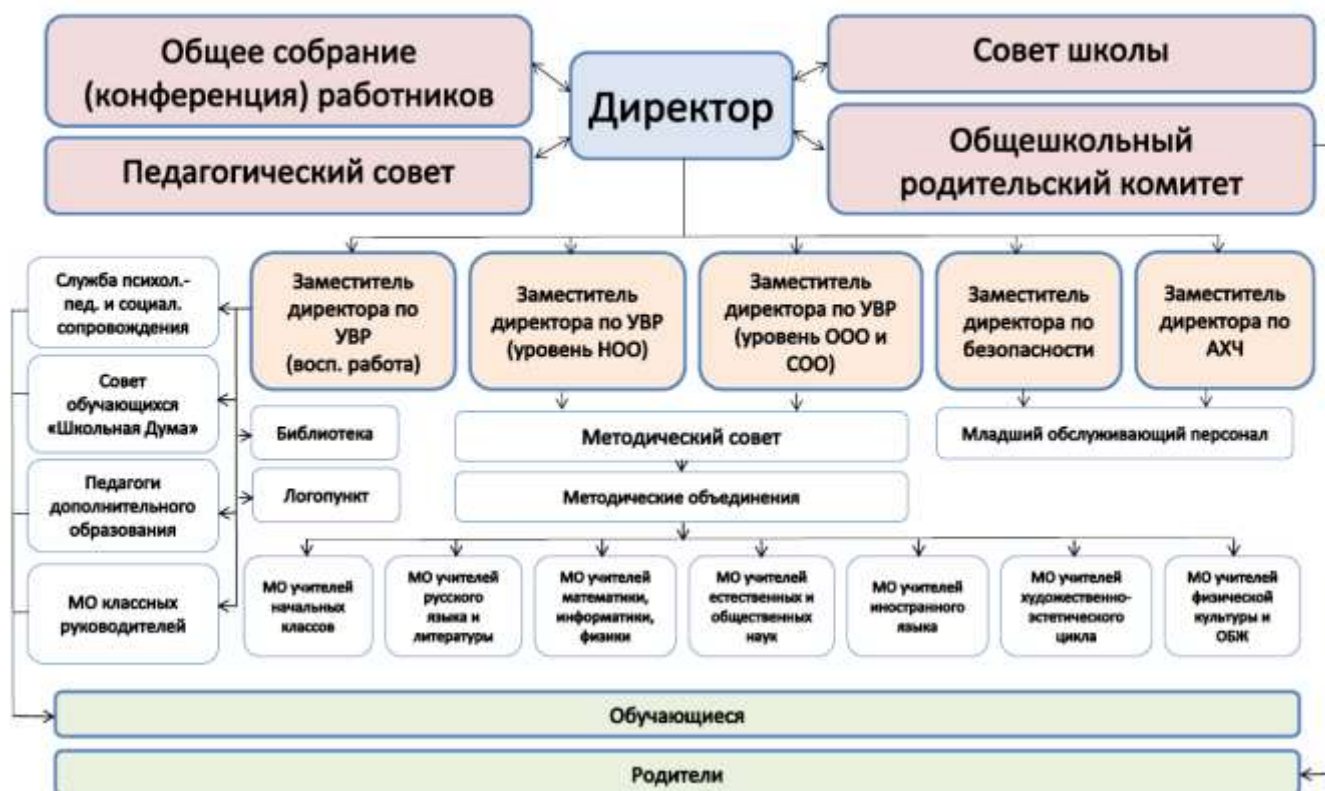 Общее собрание
(конференция) работников
Директор
Совет школы
Педагогический совет
Общешкольный
родительский комитет
Служба психол.-
пед. и социал.
сопровождения
Заместитель
директора по
УВР
(восп. работа)
Заместитель
директора по УВР
(уровень НОО)
Заместитель
директора по УВР
(уровень ООО и
СОО)
Заместитель
директора по
безопасности
Заместитель
директора по
АХЧ
Совет
обучающихся
«Школьная Дума»
Библиотека
Методический совет
Младший обслуживающий персонал
Педагоги
дополнительного
образования
Логопункт
Методические объединения
МО классных
руководителей
МО учителей
начальных
классов
МО учителей
русского
языка и
литературы
МО учителей
математики,
информатики,
физики
МО учителей
естественных и
общественных
наук
МО учителей
иностранного
языка
МО учителей
художественно-
эстетического
цикла
МО учителей
физической
культуры и
ОБЖ
Обучающиеся
Родители